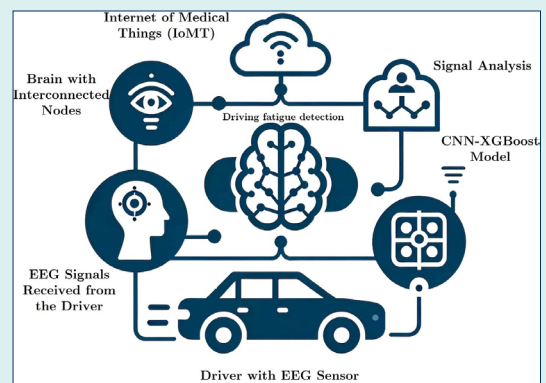 Internet of Medical
Things (IoMT)
Brain with
Interconnected
Nodes
Signal Analysis
Driving fatigue detection
CNN-XGBoost
Model
EEG Signals
Received from
the Driver
Driver with EEG Sensor